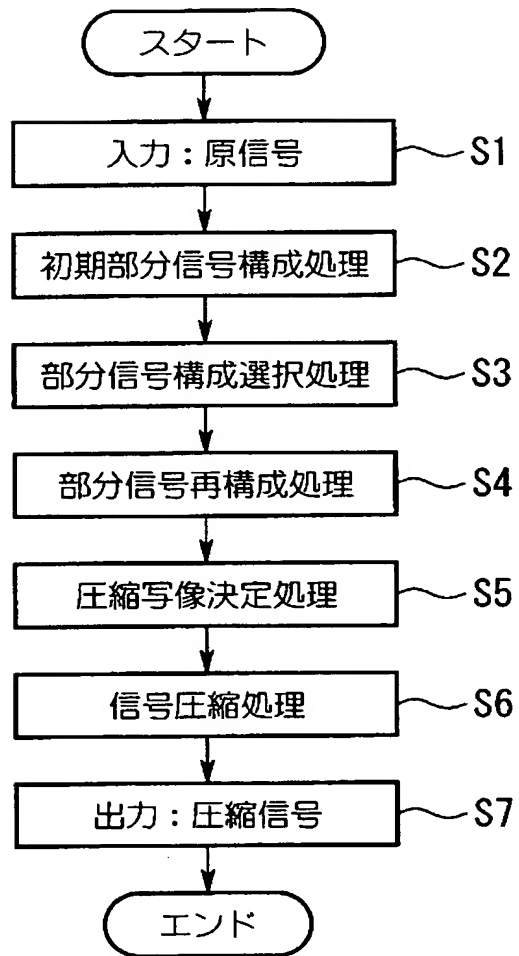 スタート
入力：原信号 S1
初期部分信号構成処理 S2
部分信号構成選択処理 S3
部分信号再構成処理 S4
圧縮写像決定処理 S5
信号圧縮処理 S6
出力：圧縮信号 S7
エンド